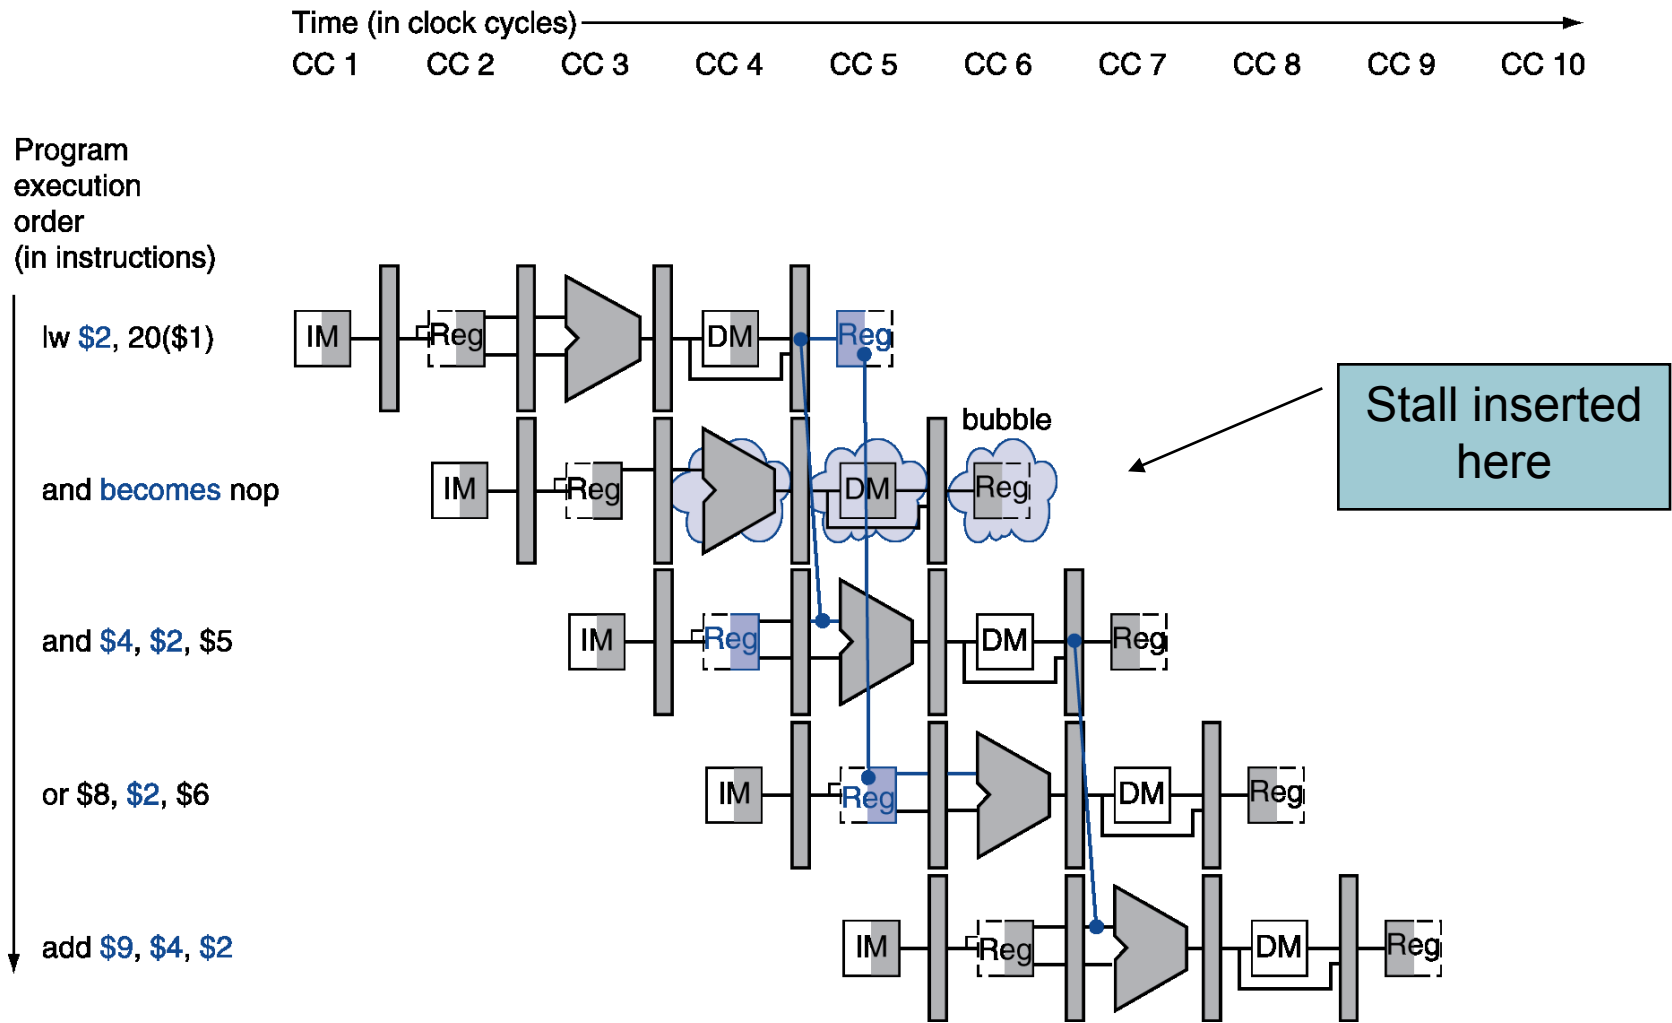 Time (in clock cycles)
CC 1 CC 2 CC 3 CC 4 CC 5 CC 6 CC 7 CC 8 CC 9 CC 10
Program
execution
order
(in instructions)
lw $2, 20($1)
IM Reg DM Reg
Stall inserted
here
bubble
and becomes nop
IM Reg DM Reg
and $4, $2, $5
IM Reg DM Reg
or $8, $2, $6
IM Reg DM Reg
add $9, $4, $2
IM Reg DM Reg